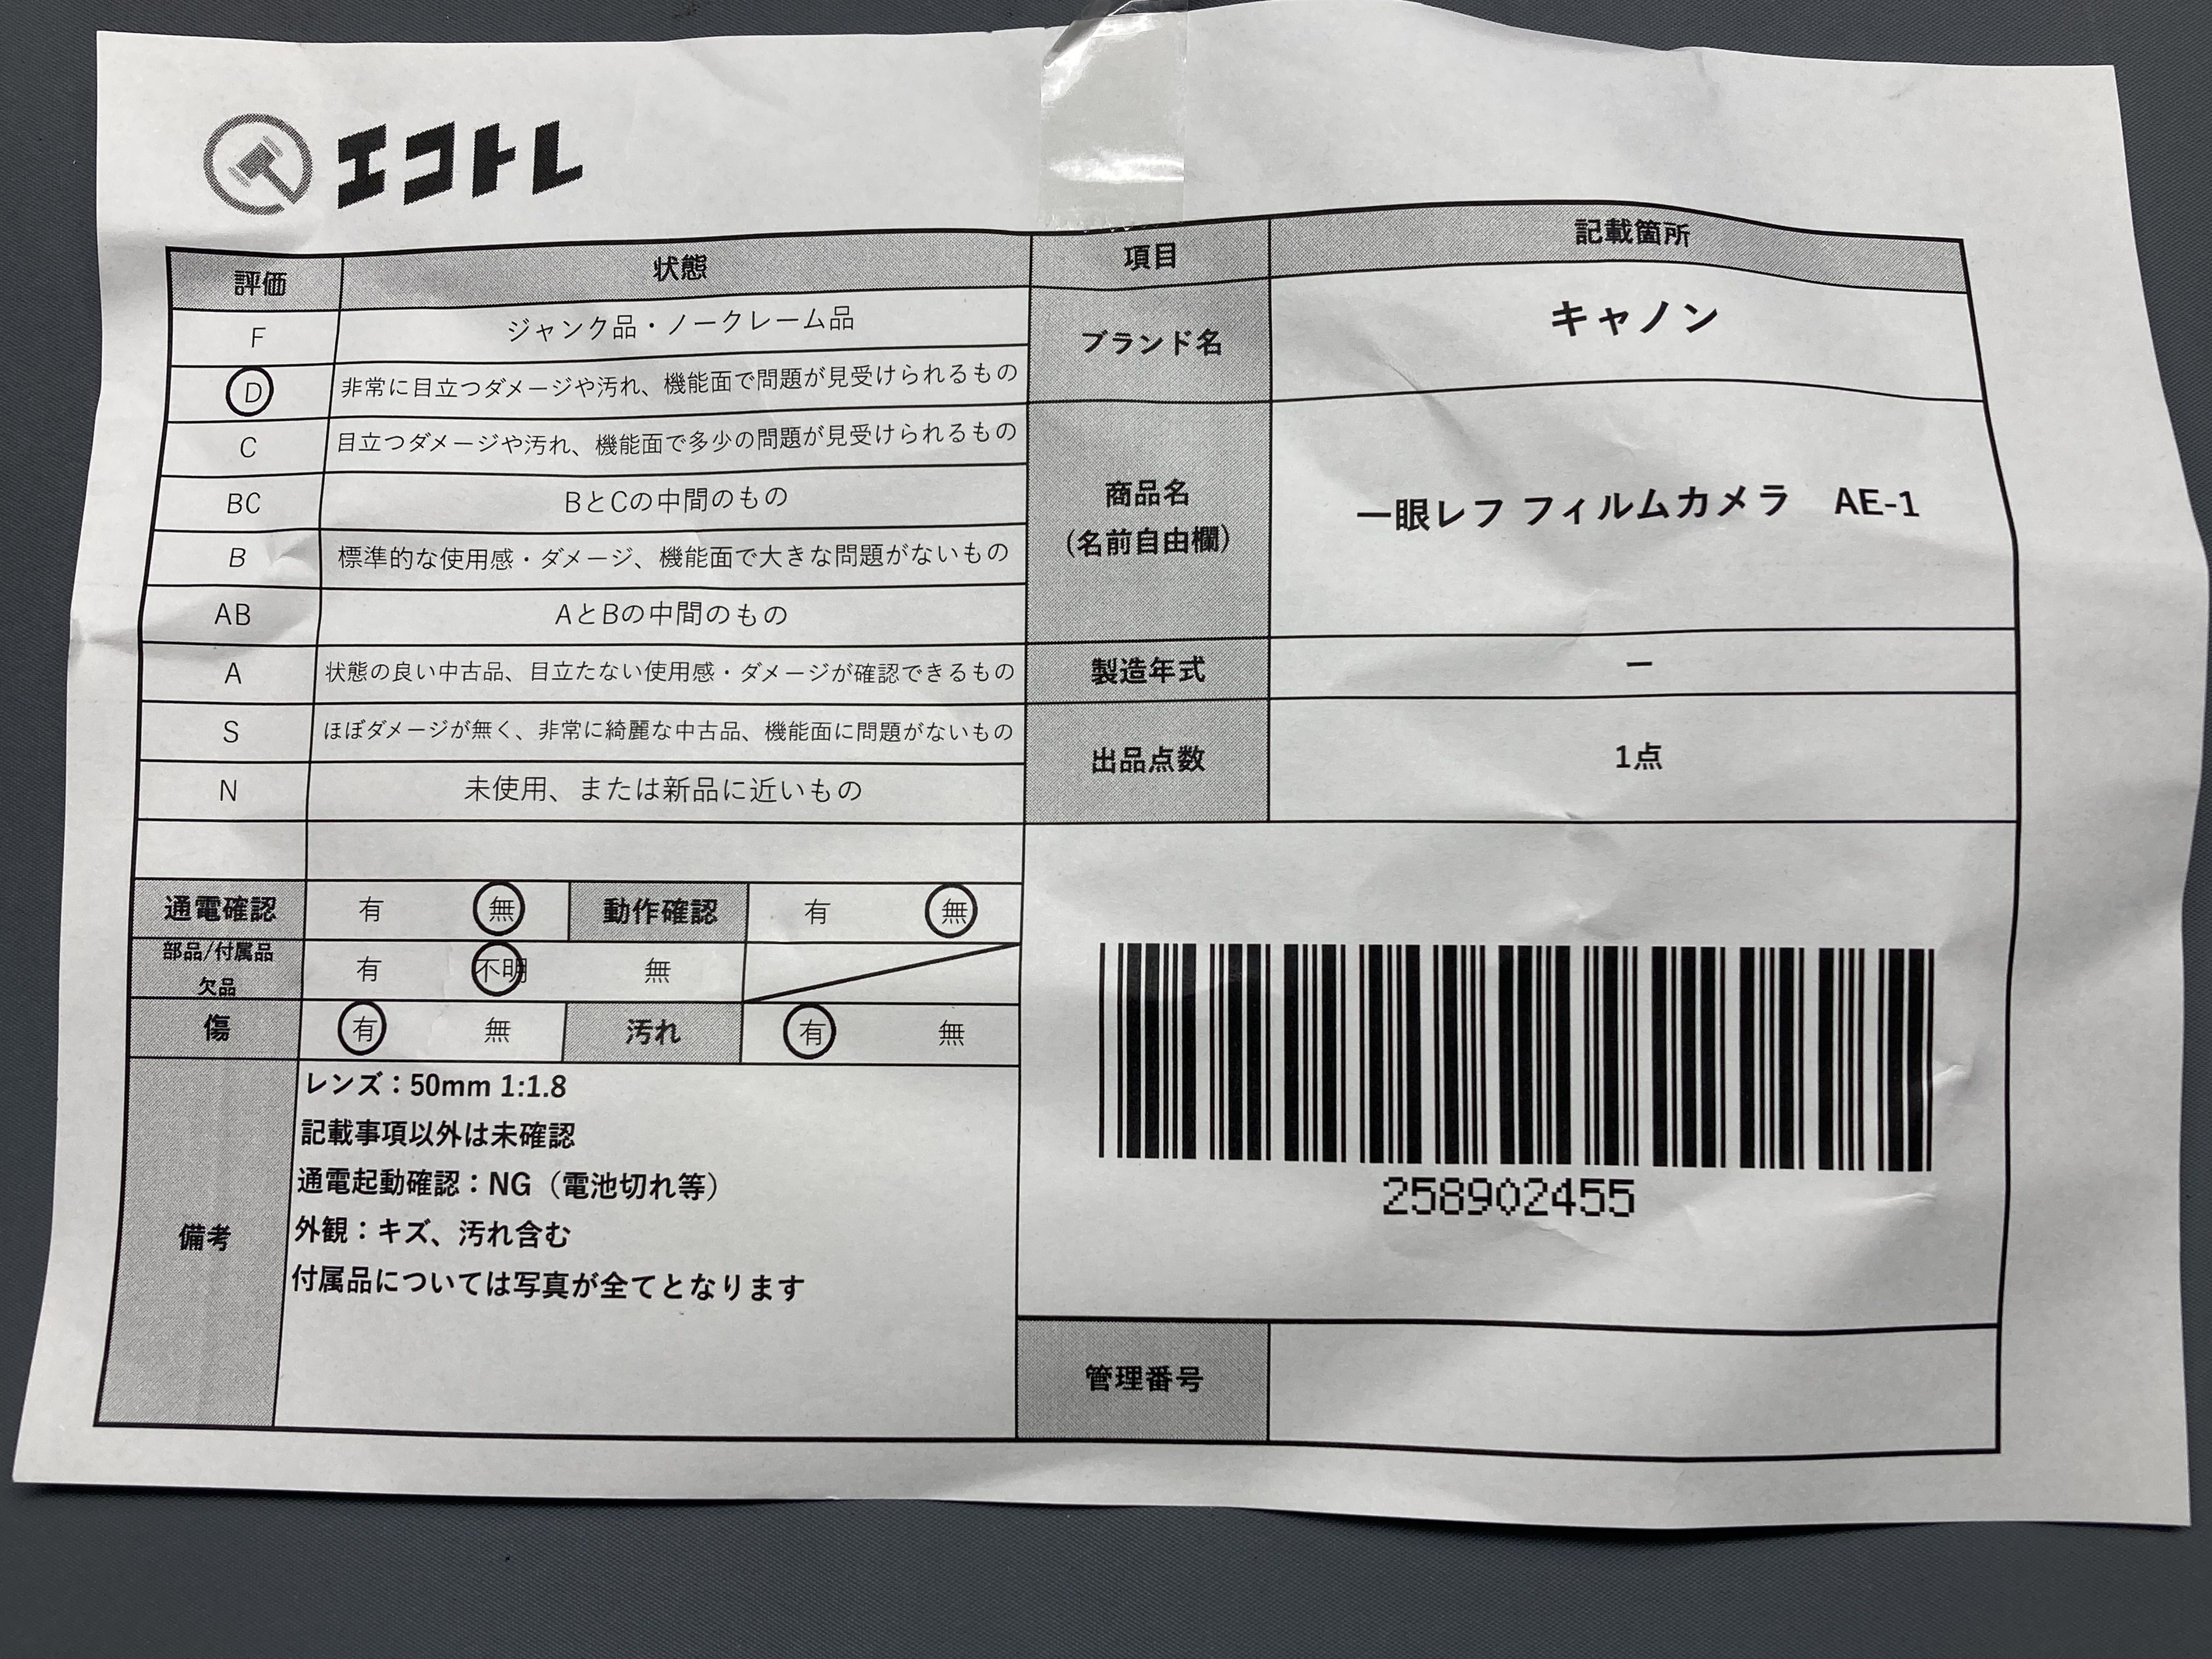 エコトレ
評価 状態
F ジャンク品・ノークレーム品
D 非常に目立つダメージや汚れ、機能面で問題が見受けられるもの
C 目立つダメージや汚れ、機能面で多少の問題が見受けられるもの
BC BとCの中間のもの
B 標準的な使用感・ダメージ、機能面で大きな問題がないもの
AB AとBの中間のもの
A 状態の良い中古品、目立たない使用感・ダメージが確認できるもの
S ほぼダメージが無く、非常に綺麗な中古品、機能面に問題がないもの
N 未使用、または新品に近いもの
通電確認 有 無 動作確認 有 無
部品/付属品
欠品 有 不明 無
傷 有 無 汚れ 有 無
備考
レンズ：50mm 1:1.8
記載事項以外は未確認
通電起動確認：NG（電池切れ等）
外観：キズ、汚れ含む
付属品については写真が全てとなります
項目 記載箇所
ブランド名 キャノン
商品名
(名前自由欄) 一眼レフ フィルムカメラ　AE-1
製造年式 ー
出品点数 1点
258902455
管理番号